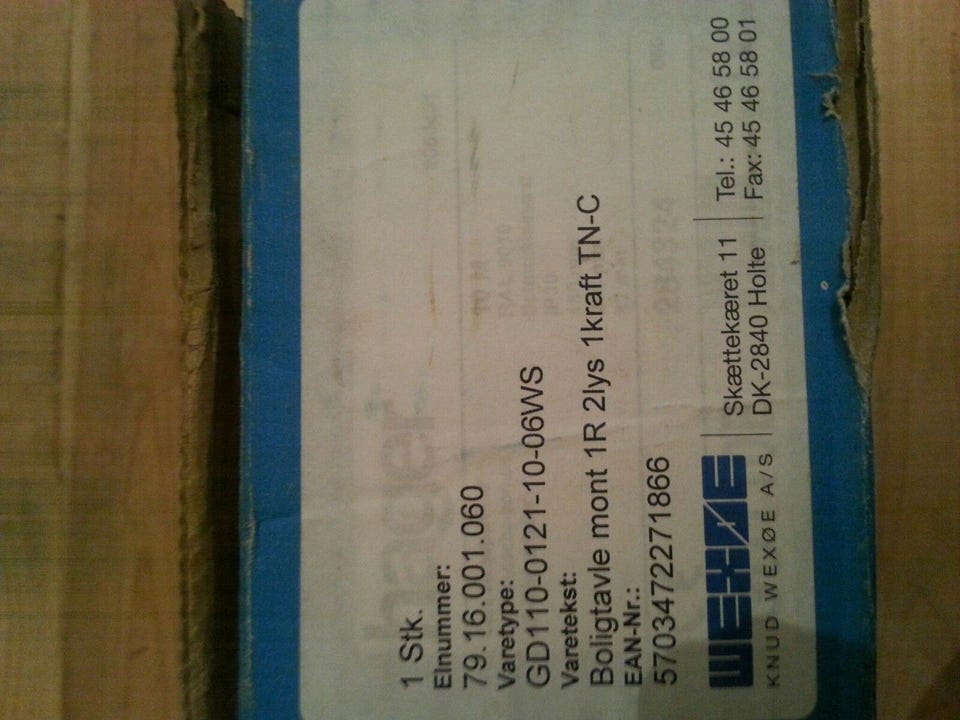 1 Stk.
Elnummer:
79.16.001.060
Varetype:
GD110-0121-10-06WS
Varetekst:
Boligtavle mont 1R 2lys 1kraft TN-C
EAN-Nr.:
5703472271866
WEXØE
KNUD WEXØE A/S
Skættekæret 11
DK-2840 Holte
Tel.: 45 46 58 00
Fax: 45 46 58 01
hager